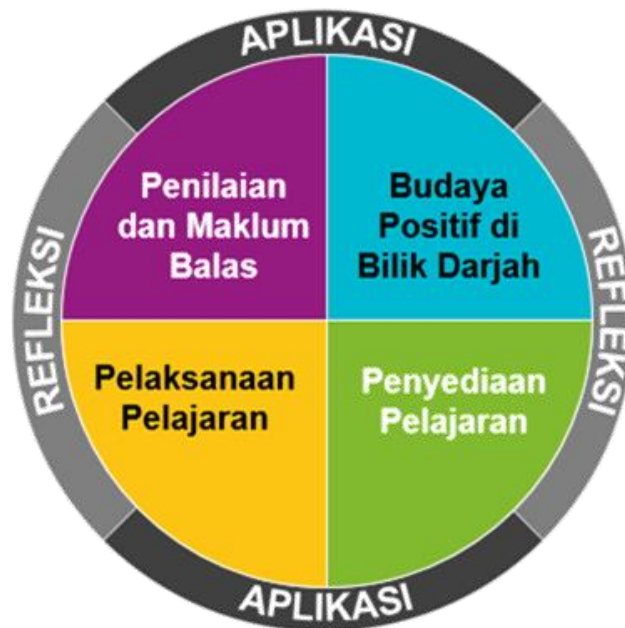 APLIKASI
Penilaian
dan Maklum
Balas
Budaya
Positif di
Bilik Darjah
REFLEKSI
REFLEKSI
Pelaksanaan
Pelajaran
Penyediaan
Pelajaran
APLIKASI